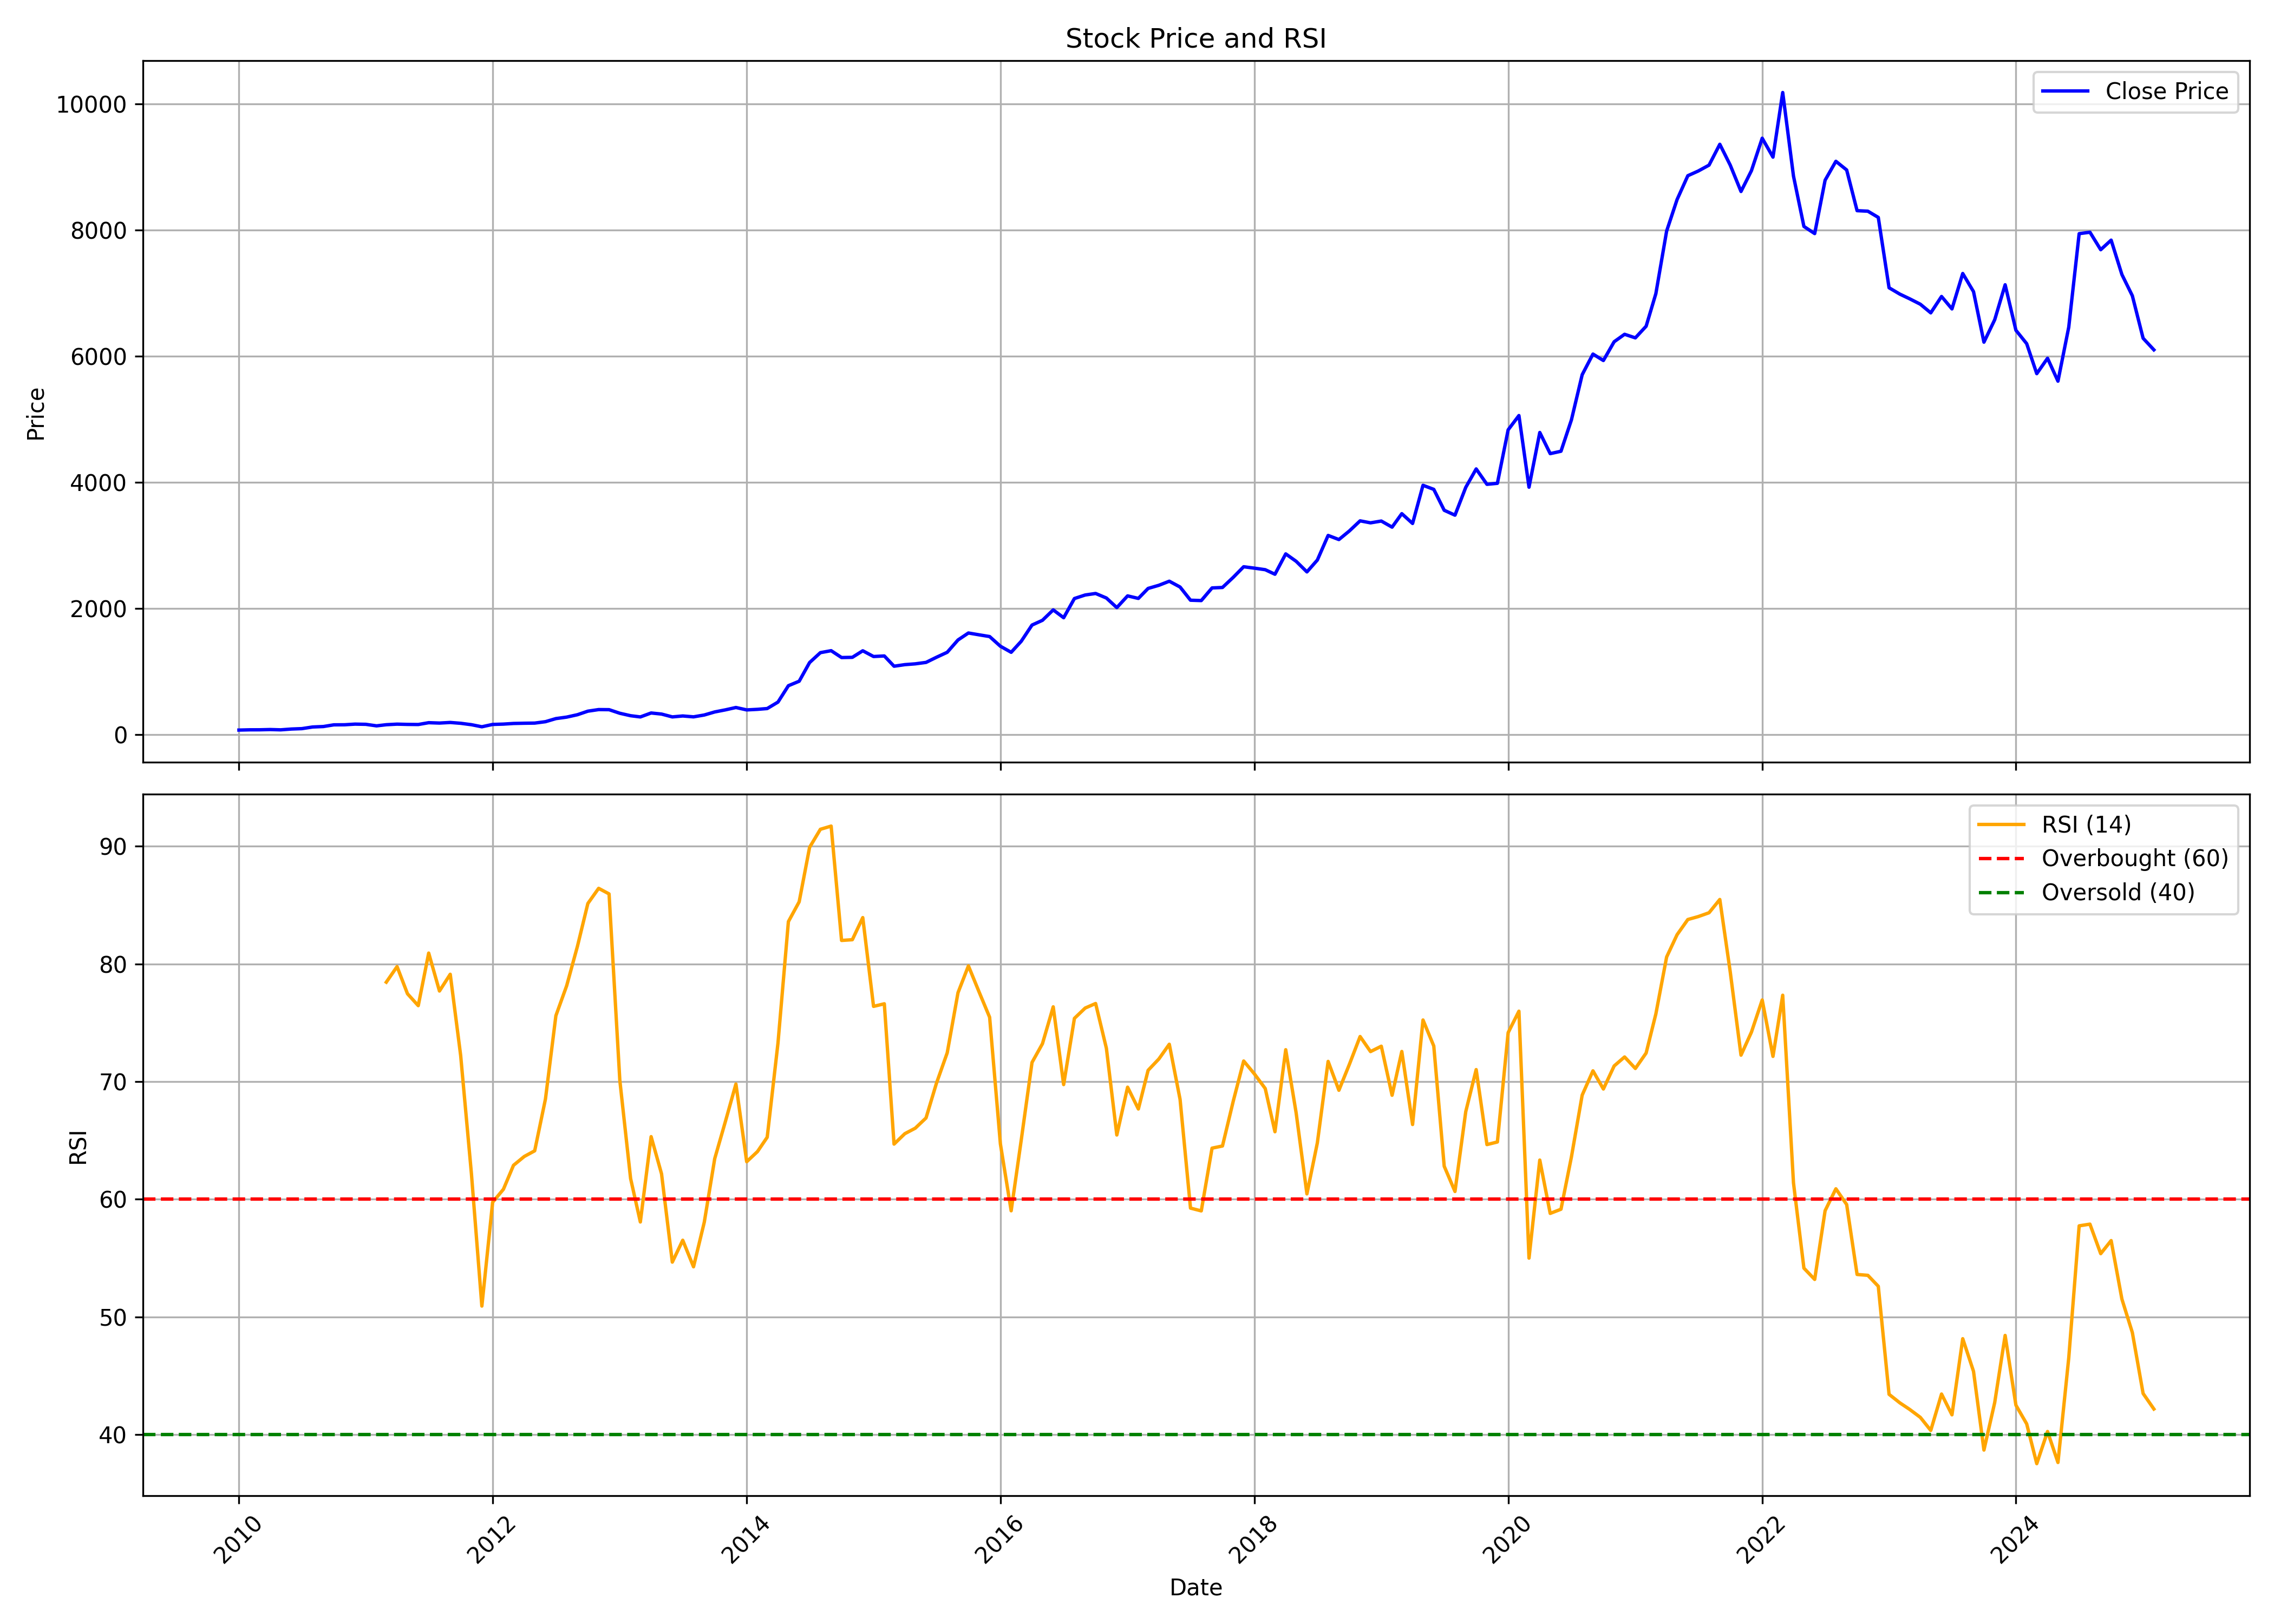 Stock Price and RSI
Close Price
10000
8000
6000
4000
2000
0
Price
RSI (14)
Overbought (60)
Oversold (40)
90
80
70
60
50
40
RSI
2010 2012 2014 2016 2018 2020 2022 2024
Date